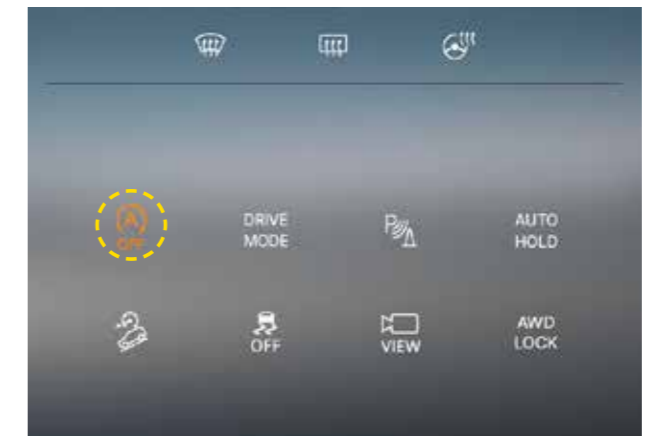 A
OFF
DRIVE
MODE
P
AUTO
HOLD
OFF
VIEW
AWD
LOCK